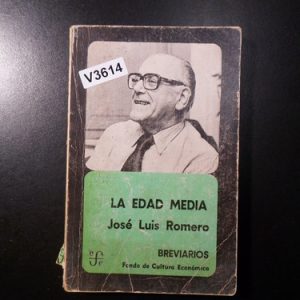 V3614
LA EDAD MEDIA
José Luis Romero
BREVIARIOS
Fondo de Cultura Económica